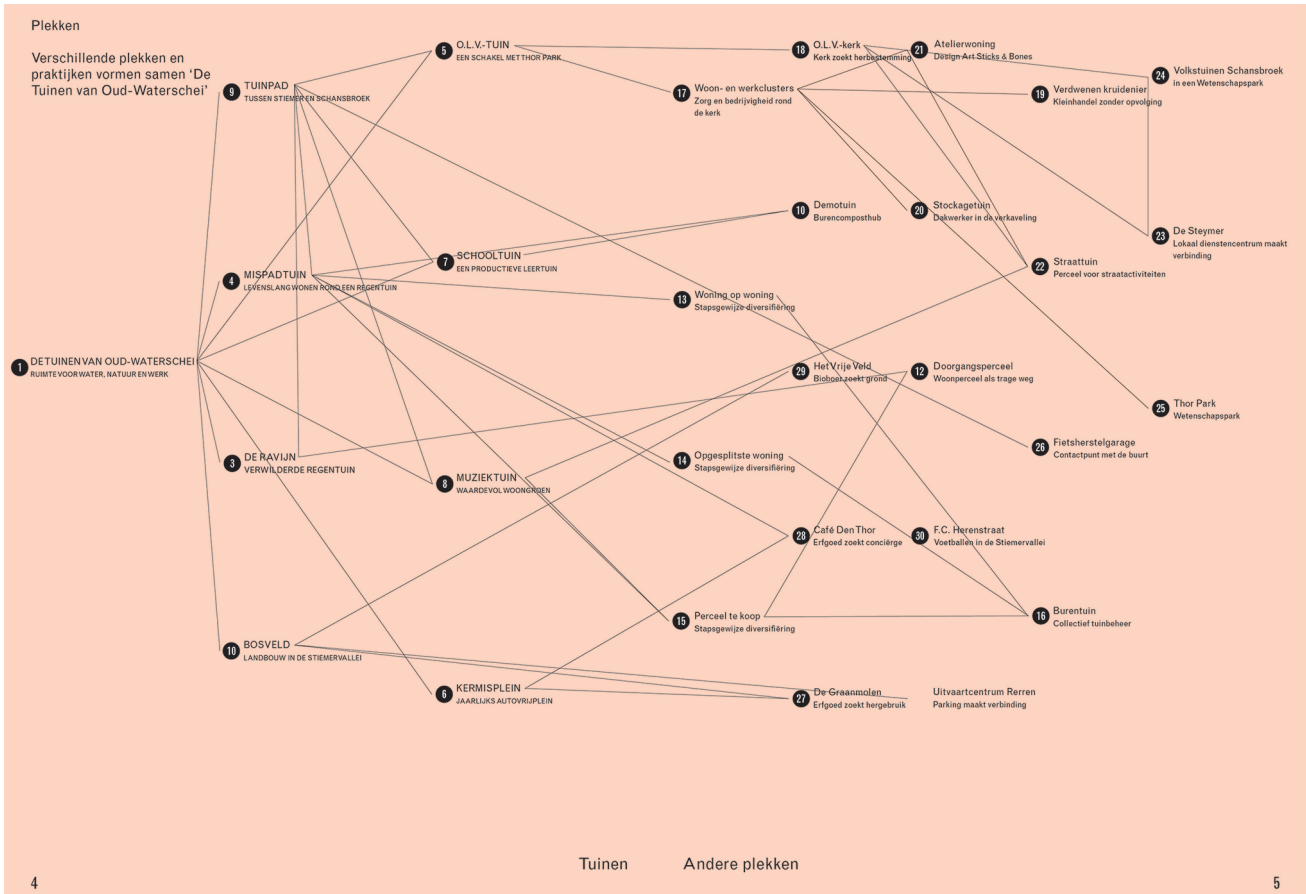 Plekken
Verschillende plekken en
praktijken vormen samen ‘De
Tuinen van Oud-Waterschei’
1 DE TUINEN VAN OUD-WATERSCHEI
RUIMTE VOOR WATER, NATUUR EN WERK
9 TUINPAD
TUSSEN STIEMER EN SCHANSBROEK
4 MISPADTUIN
LEVENSLANG WONEN ROND EEN REGENTUIN
3 DE RAVIJN
VERWILDERDE REGENTUIN
10 BOSVELD
LANDBOUW IN DE STIEMERVALLEI
5 O.L.V.-TUIN
EEN SCHAKEL MET THOR PARK
7 SCHOOLTUIN
EEN PRODUCTIEVE LEERTUIN
8 MUZIEKTUIN
WAARDEVOL WOONGROEN
6 KERMISPLEIN
JAARLIJKS AUTOVRIJ PLEIN
17 Woon- en werkclusters
Zorg en bedrijvigheid rond
de kerk
13 Woning op woning
Stapsgewijze diversifiëring
14 Opgesplitste woning
Stapsgewijze diversifiëring
15 Perceel te koop
Stapsgewijze diversifiëring
18 O.L.V.-kerk
Kerk zoekt herbestemming
10 Demotuin
Burencomposthub
29 Het Vrije Veld
Bioboer zoekt grond
28 Café Den Thor
Erfgoed zoekt conciërge
27 De Graanmolen
Erfgoed zoekt hergebruik
21 Atelierwoning
Design Art Sticks & Bones
20 Stockagetuin
Dakwerker in de verkaveling
12 Doorgangsperceel
Woonperceel als trage weg
30 F.C. Herenstraat
Voetballen in de Stiemervallei
Uitvaartcentrum Rerren
Parking maakt verbinding
19 Verdwenen kruidenier
Kleinhandel zonder opvolging
22 Straattuin
Perceel voor straatactiviteiten
26 Fietsherstelgarage
Contactpunt met de buurt
16 Burentuin
Collectief tuinbeheer
24 Volkstuinen Schansbroek
in een Wetenschapspark
23 De Steymer
Lokaal dienstencentrum maakt
verbinding
25 Thor Park
Wetenschapspark
Tuinen
Andere plekken
4
5